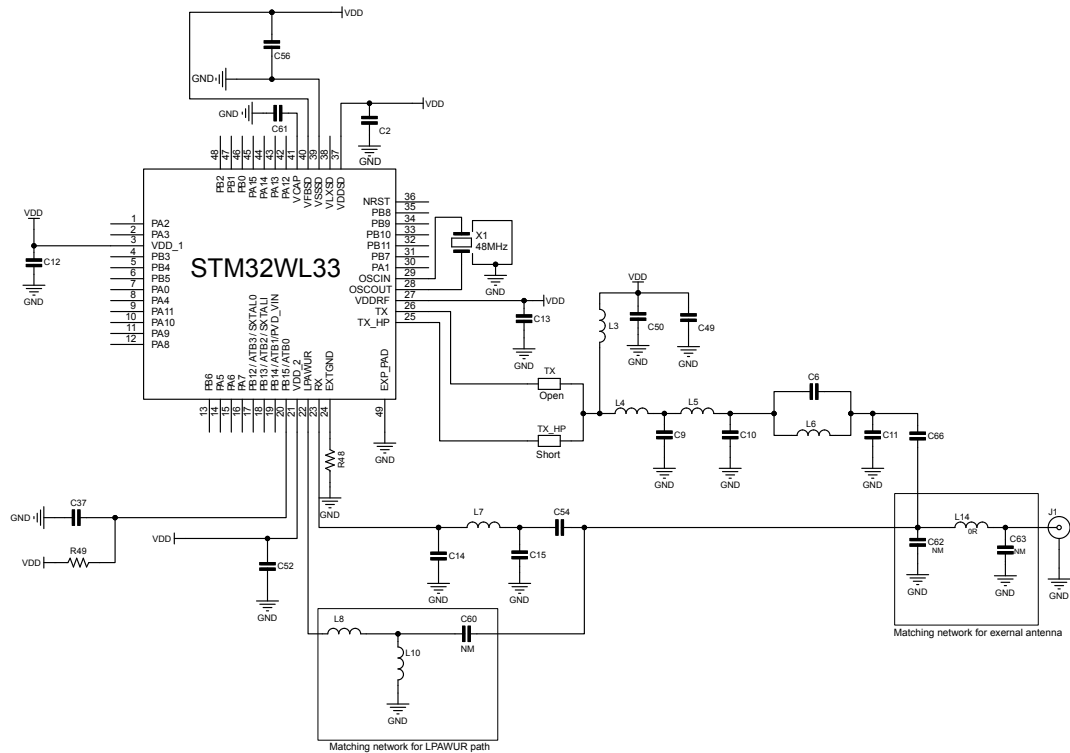 VDD
C56
GND
GND
C61
VDD
C2
GND
48
47
46
45
44
43
42
41
40
39
38
37
PB2
PB1
PB0
PA15
PA14
PA13
PA12
VCAP
VFBSD
VSSSD
VLXSD
VDDSD
VDD
C12
GND
1 PA2
2 PA3
3 VDD_1
4 PB3
5 PB4
6 PB5
7 PA0
8 PA4
9 PA11
10 PA10
11 PA9
12 PA8
STM32WL33
NRST 36
PB8 35
PB9 34
PB10 33
PB11 32
PB7 31
PA1 30
OSCIN 29
OSCOUT 28
VDDRF 27
TX 26
TX_HP 25
X1
48MHz
GND
VDD
C13
GND
PB6
PA5
PA6
PA7
PB12/ATB3/SXTAL0
PB13/ATB2/SXTALI
PB14/ATB1/PVD_VIN
PB15/ATB0
VDD_2
LPAWUR
RX
EXTGND
EXP_PAD
13
14
15
16
17
18
19
20
21
22
23
24
49
GND
R48
GND
VDD
L3
C50
C49
GND
GND
TX
Open
TX_HP
Short
L4
L5
C6
L6
C9
C10
C11
C66
GND
GND
GND
C37
GND
R49
VDD
VDD
C52
GND
L7
C54
C14
C15
GND
GND
L14
0R
J1
C62
NM
C63
NM
GND
GND
GND
Matching network for exernal antenna
L8
C60
NM
L10
GND
Matching network for LPAWUR path